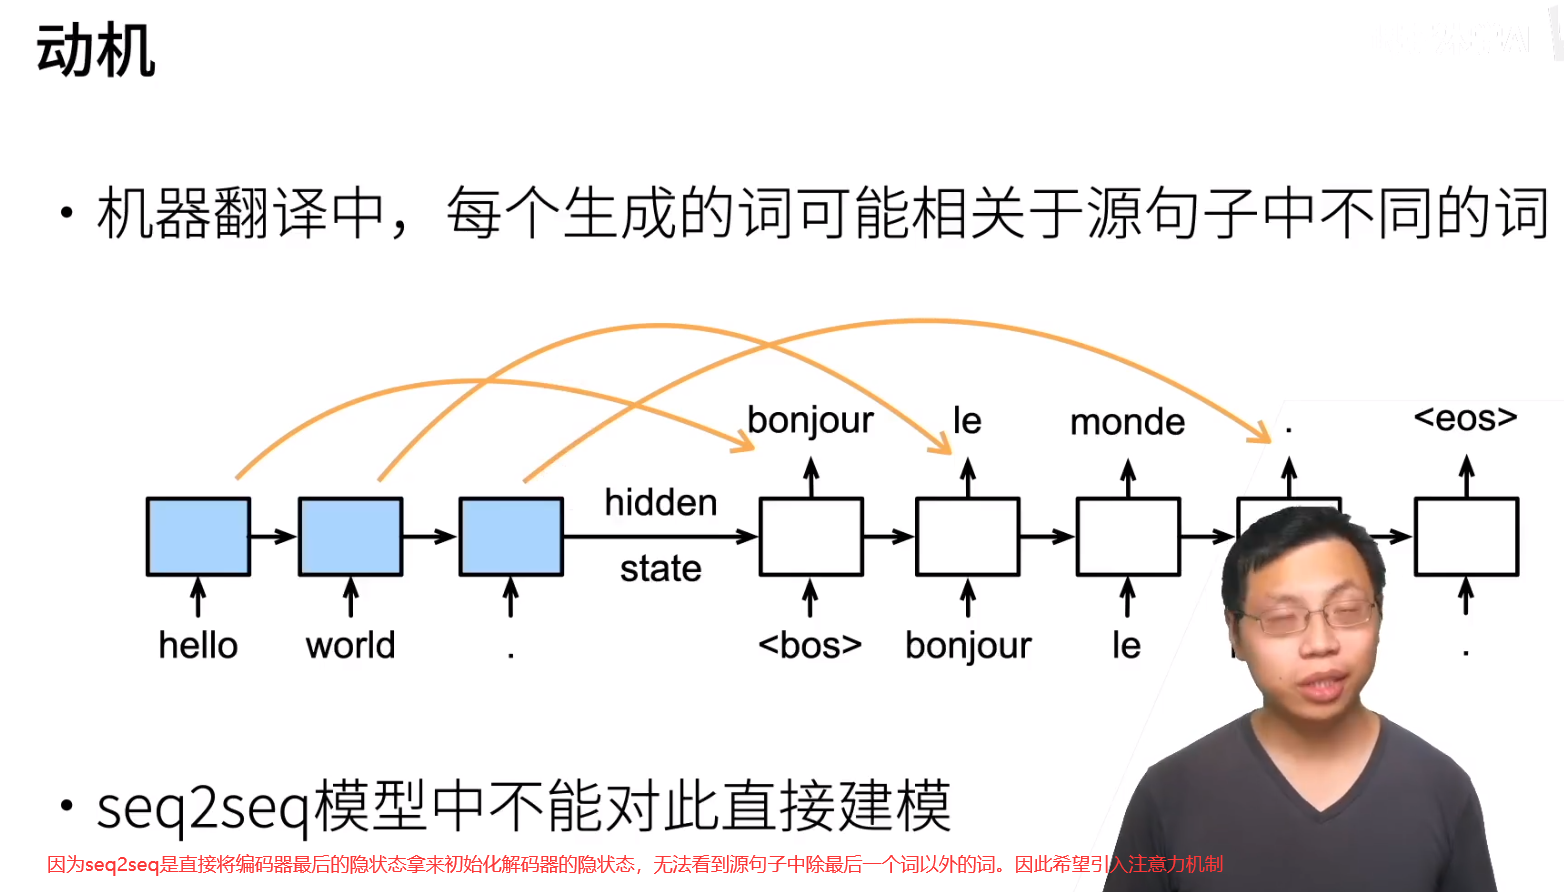 动机
• 机器翻译中，每个生成的词可能相关于源句子中不同的词
bonjour le monde . <eos>
hidden
state
hello world . <bos> bonjour le .
• seq2seq模型中不能对此直接建模
因为seq2seq是直接将编码器最后的隐状态拿来初始化解码器的隐状态，无法看到源句子中除最后一个词以外的词。因此希望引入注意力机制